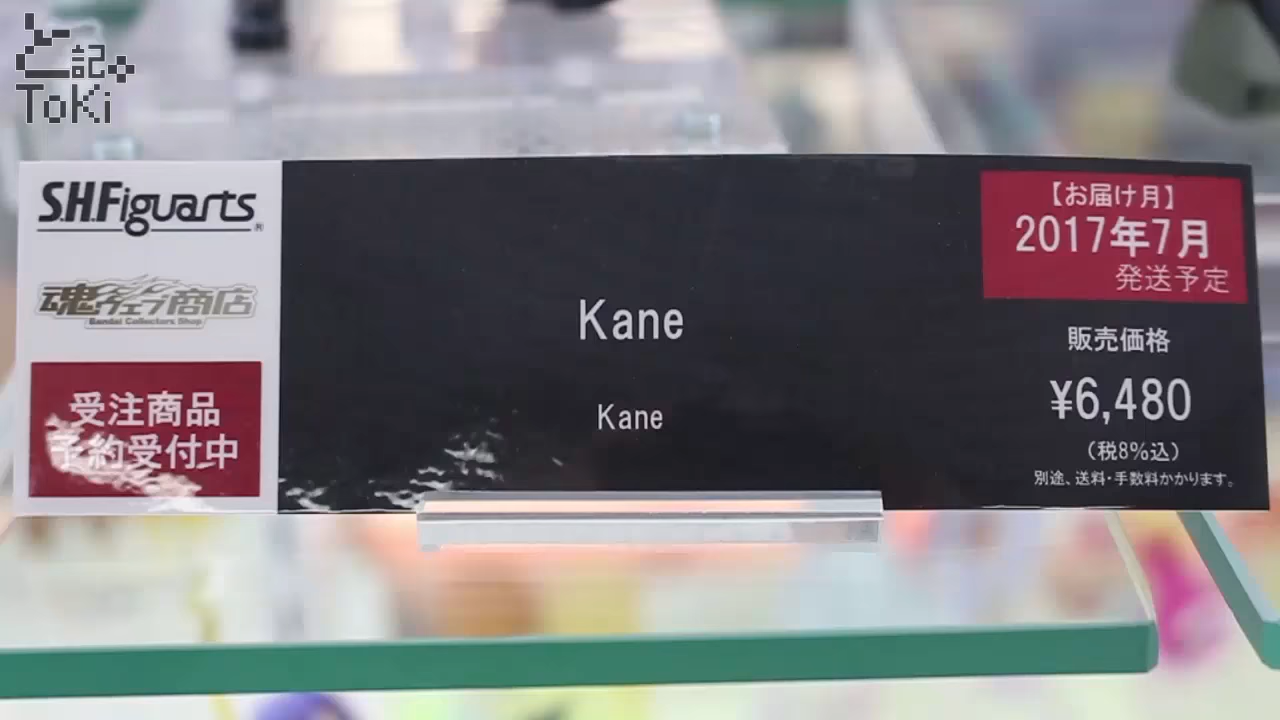 と記
ToKi
S.H.Figuarts
®
魂ウェブ商店
Bandai Collectors Shop
受注商品
予約受付中
Kane
Kane
【お届け月】
2017年7月
発送予定
販売価格
¥6,480
(税8%込)
別途、送料・手数料かかります。